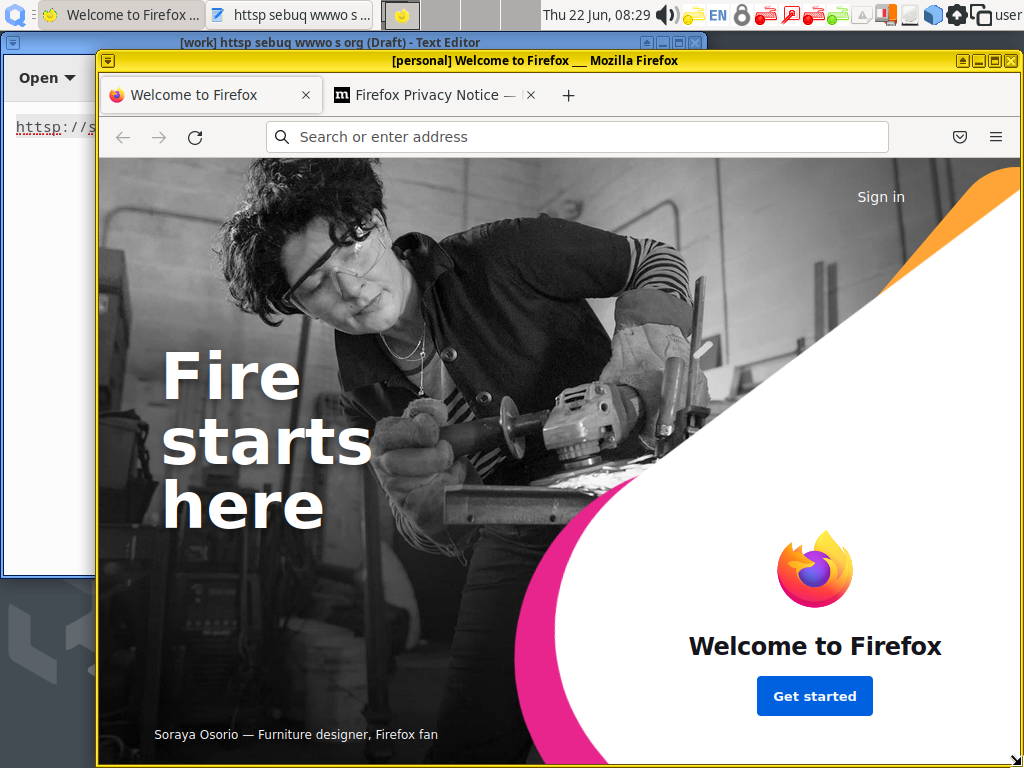 Welcome to Firefox ...
httsp sebuq wwwo s ...
Thu 22 Jun, 08:29
EN
user
[work] httsp sebuq wwwo s org (Draft) - Text Editor
Open
httsp://s
[personal] Welcome to Firefox ___ Mozilla Firefox
Welcome to Firefox
m Firefox Privacy Notice —
Search or enter address
Sign in
Fire
starts
here
Welcome to Firefox
Get started
Soraya Osorio — Furniture designer, Firefox fan